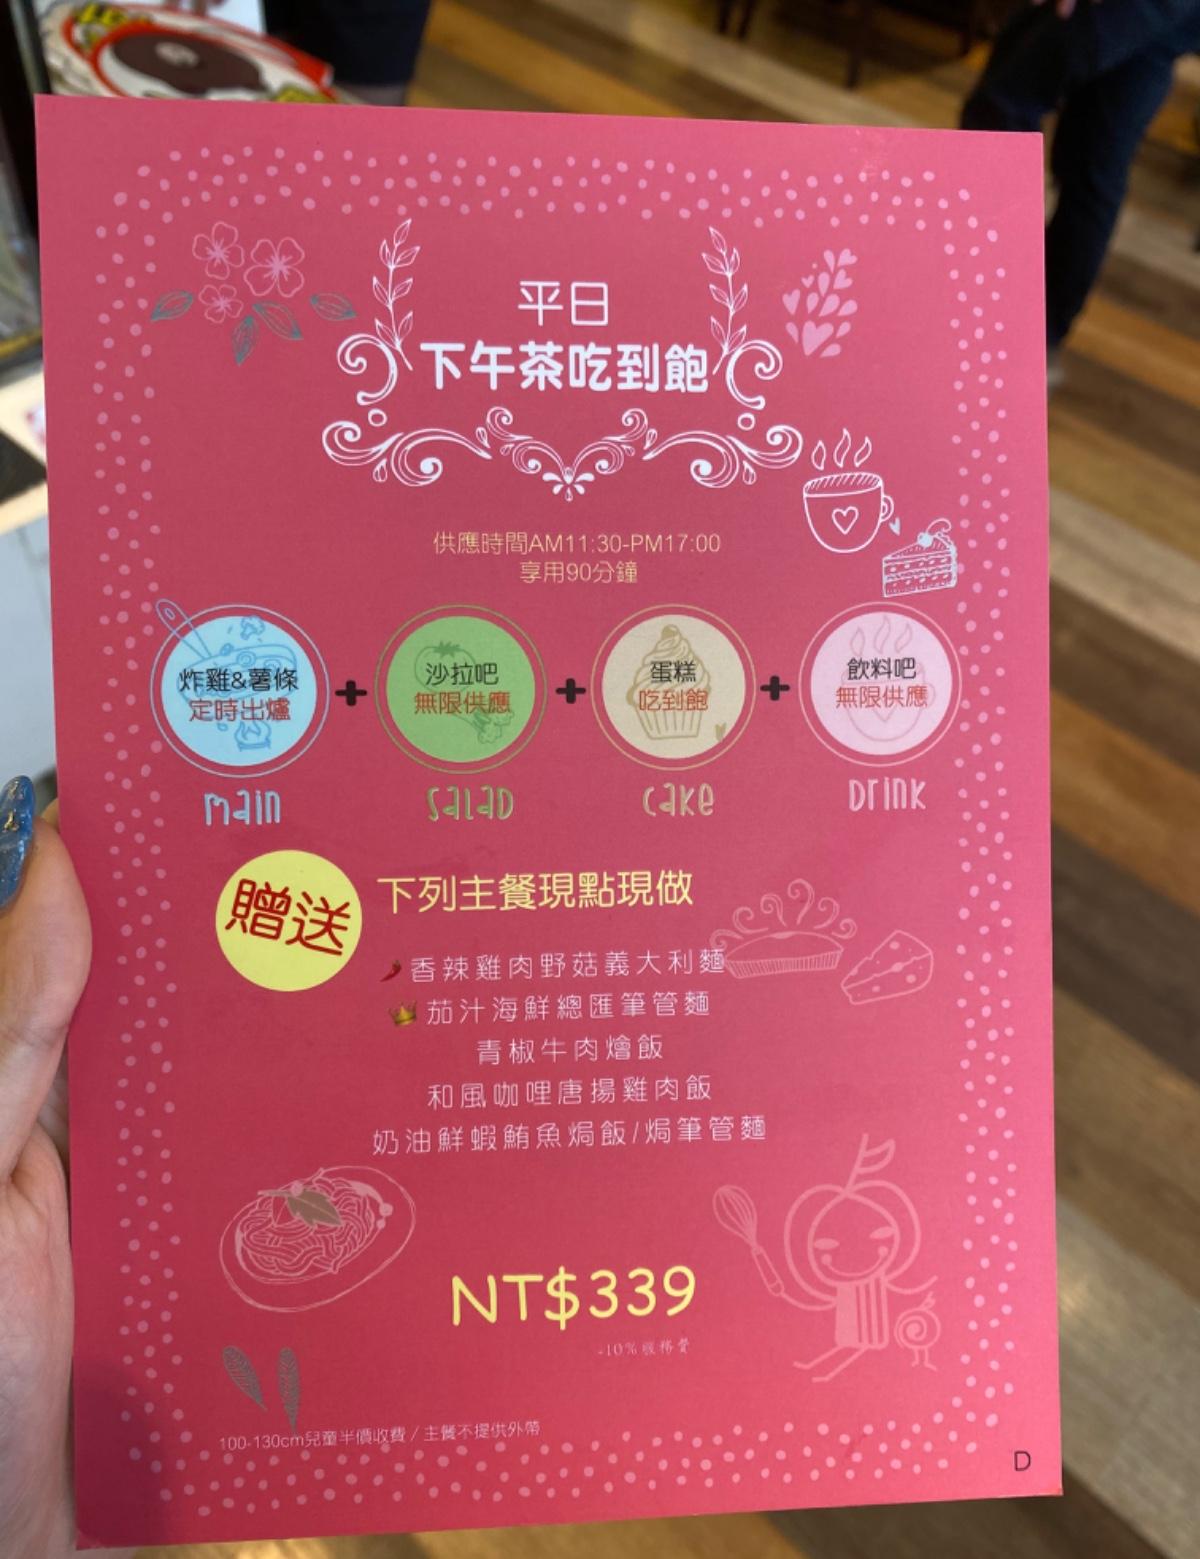 平日
下午茶吃到飽
供應時間AM11:30-PM17:00
享用90分鐘
炸雞&薯條
定時出爐
main
沙拉吧
無限供應
SALAD
蛋糕
吃到飽
cake
飲料吧
無限供應
DRINK
贈送
下列主餐現點現做
香辣雞肉野菇義大利麵
茄汁海鮮總匯筆管麵
青椒牛肉燴飯
和風咖哩唐揚雞肉飯
奶油鮮蝦鮪魚焗飯/焗筆管麵
NT$339
+10%服務費
100-130cm兒童半價收費 / 主餐不提供外帶
D